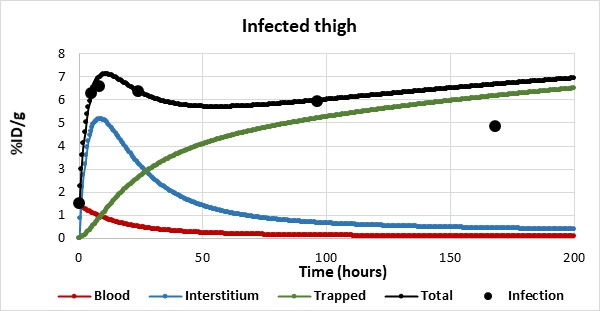 Infected thigh
8
7
6
5
4
3
2
1
0
%ID/g
0 50 100 150 200
Time (hours)
Blood Interstitium Trapped Total Infection